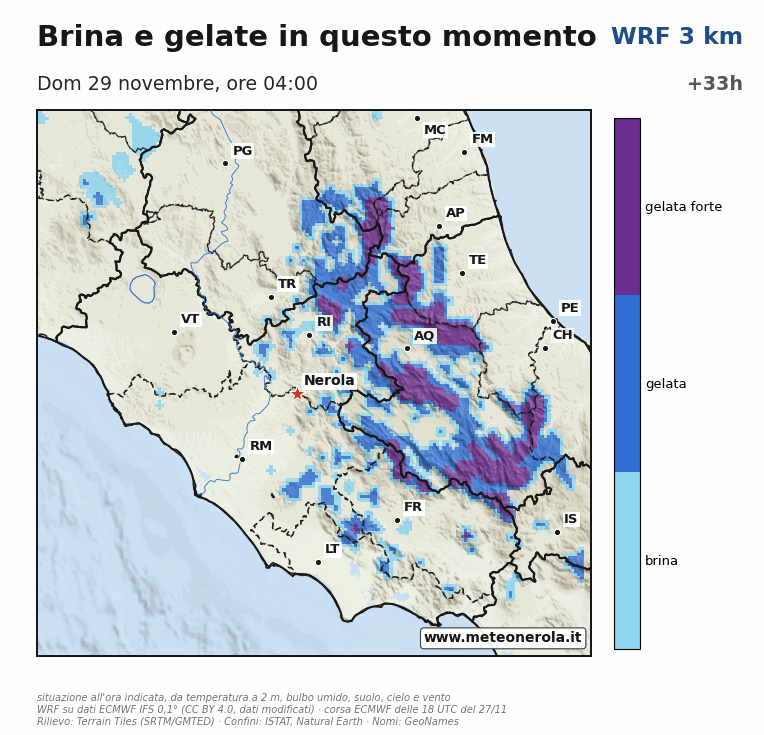 Brina e gelate in questo momento WRF 3 km
Dom 29 novembre, ore 04:00 +33h
MC
FM
PG
AP
TE
TR
PE
VT
RI
AQ
CH
Nerola
RM
FR
IS
LT
www.meteonerola.it
gelata forte
gelata
brina
situazione all'ora indicata, da temperatura a 2 m, bulbo umido, suolo, cielo e vento
WRF su dati ECMWF IFS 0,1° (CC BY 4.0, dati modificati) · corsa ECMWF delle 18 UTC del 27/11
Rilievo: Terrain Tiles (SRTM/GMTED) · Confini: ISTAT, Natural Earth · Nomi: GeoNames